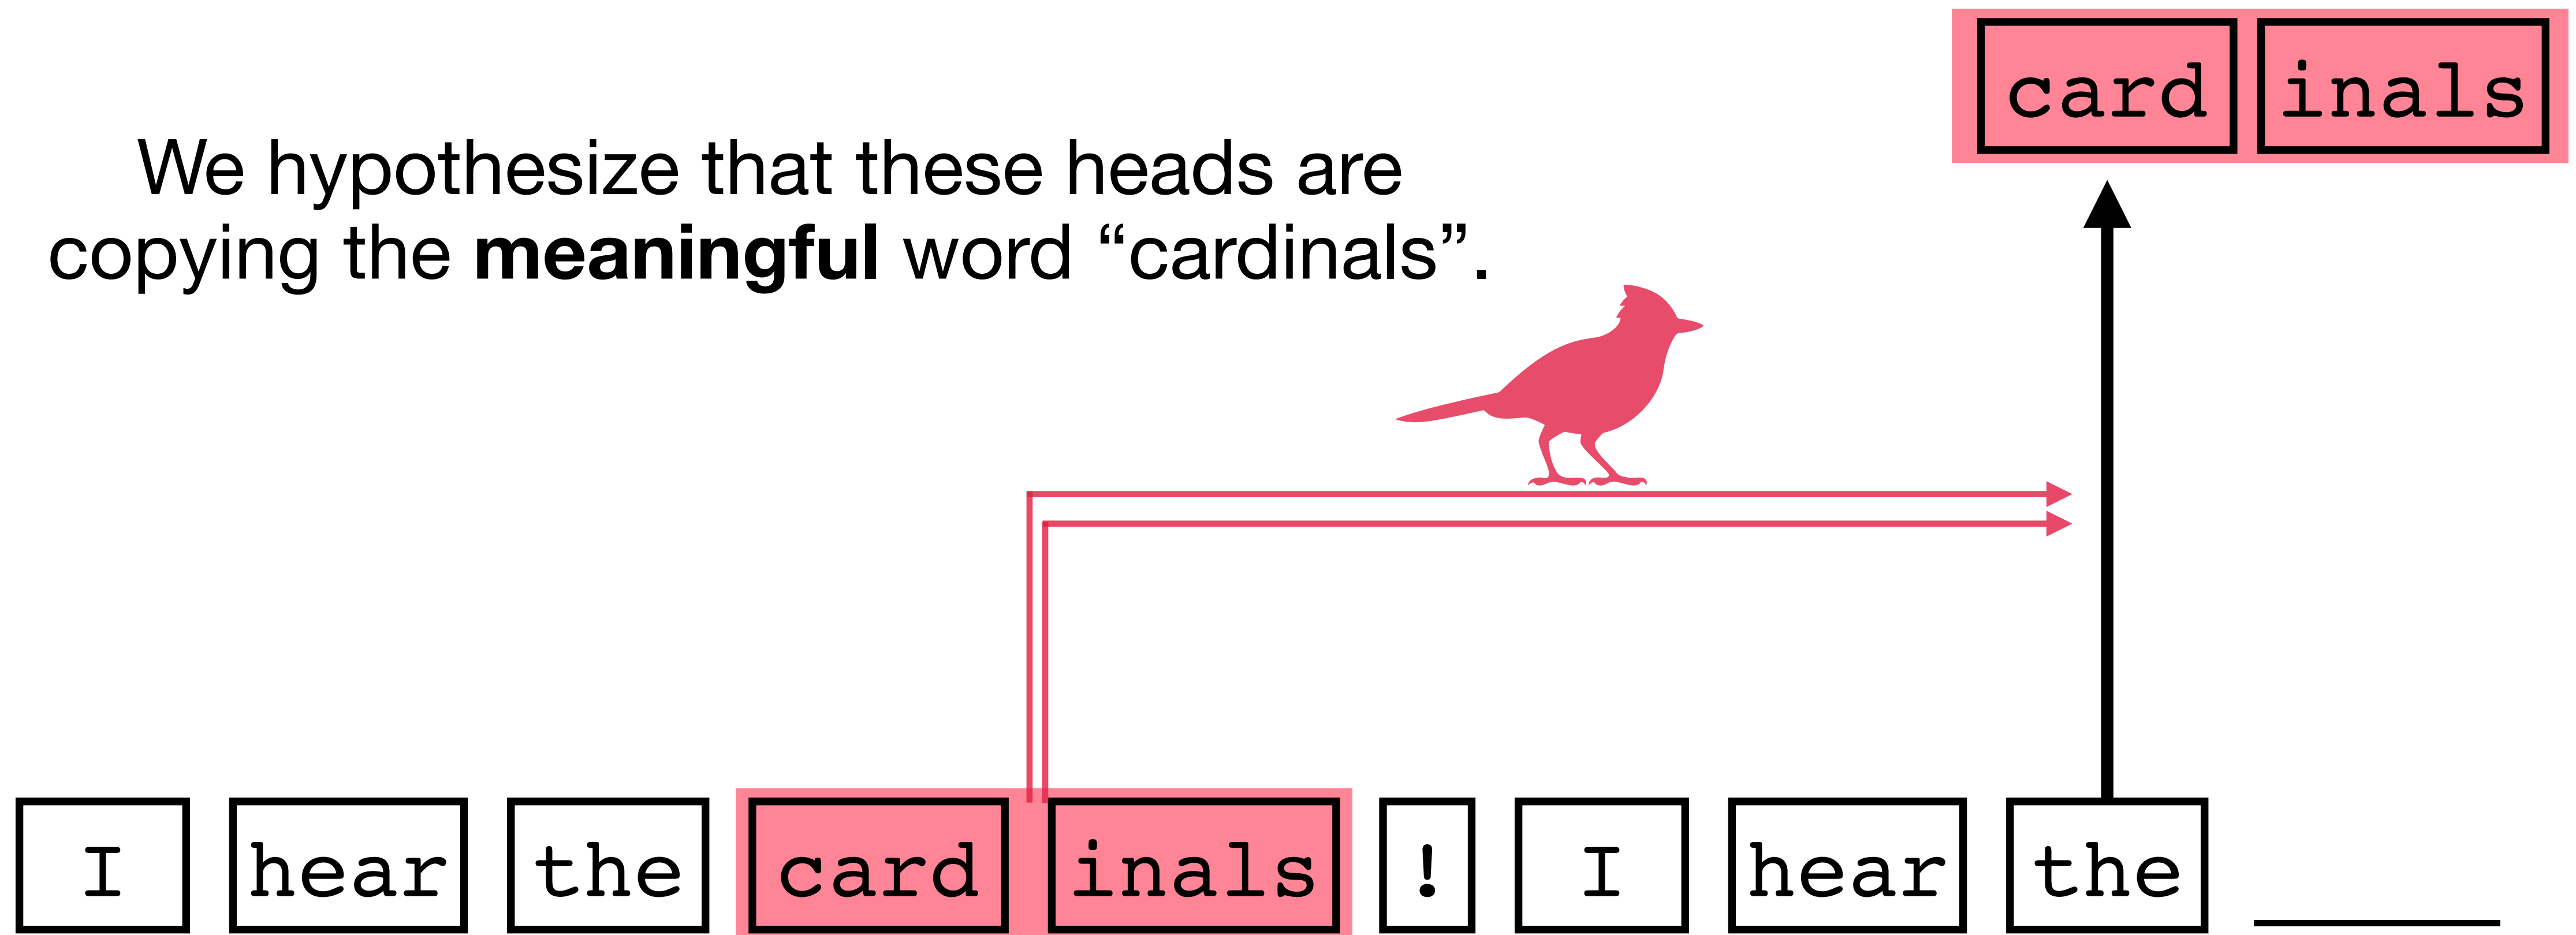 card inals
We hypothesize that these heads are
copying the meaningful word “cardinals”.
I hear the card inals ! I hear the